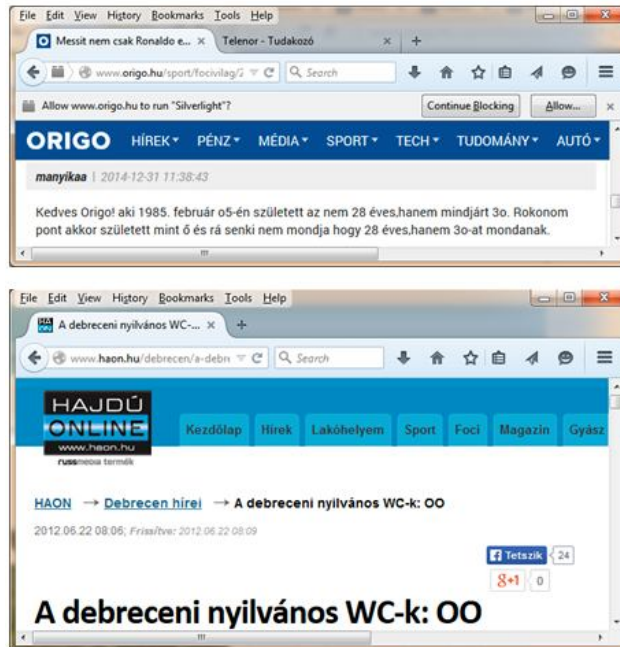 File Edit View History Bookmarks Tools Help
Messit nem csak Ronaldo e... × Telenor - Tudakozó × +
www.origo.hu/sport/focivilag/2 Search
Allow www.origo.hu to run "Silverlight"? Continue Blocking Allow... ×
ORIGO HÍREK PÉNZ MÉDIA SPORT TECH TUDOMÁNY AUTÓ
manyikaa | 2014-12-31 11:38:43
Kedves Origo! aki 1985. február o5-én született az nem 28 éves,hanem mindjárt 3o. Rokonom
pont akkor született mint ő és rá senki nem mondja hogy 28 éves,hanem 3o-at mondanak.
File Edit View History Bookmarks Tools Help
HA ON A debreceni nyilvános WC-... × +
www.haon.hu/debrecen/a-debre Search
HAJDÚ
ONLINE
www.haon.hu
russmedia termék
Kezdőlap Hírek Lakóhelyem Sport Foci Magazin Gyász
HAON → Debrecen hírei → A debreceni nyilvános WC-k: OO
2012.06.22 08:06; Frissítve: 2012.06.22 08:09
Tetszik 24
g+1 0
A debreceni nyilvános WC-k: OO